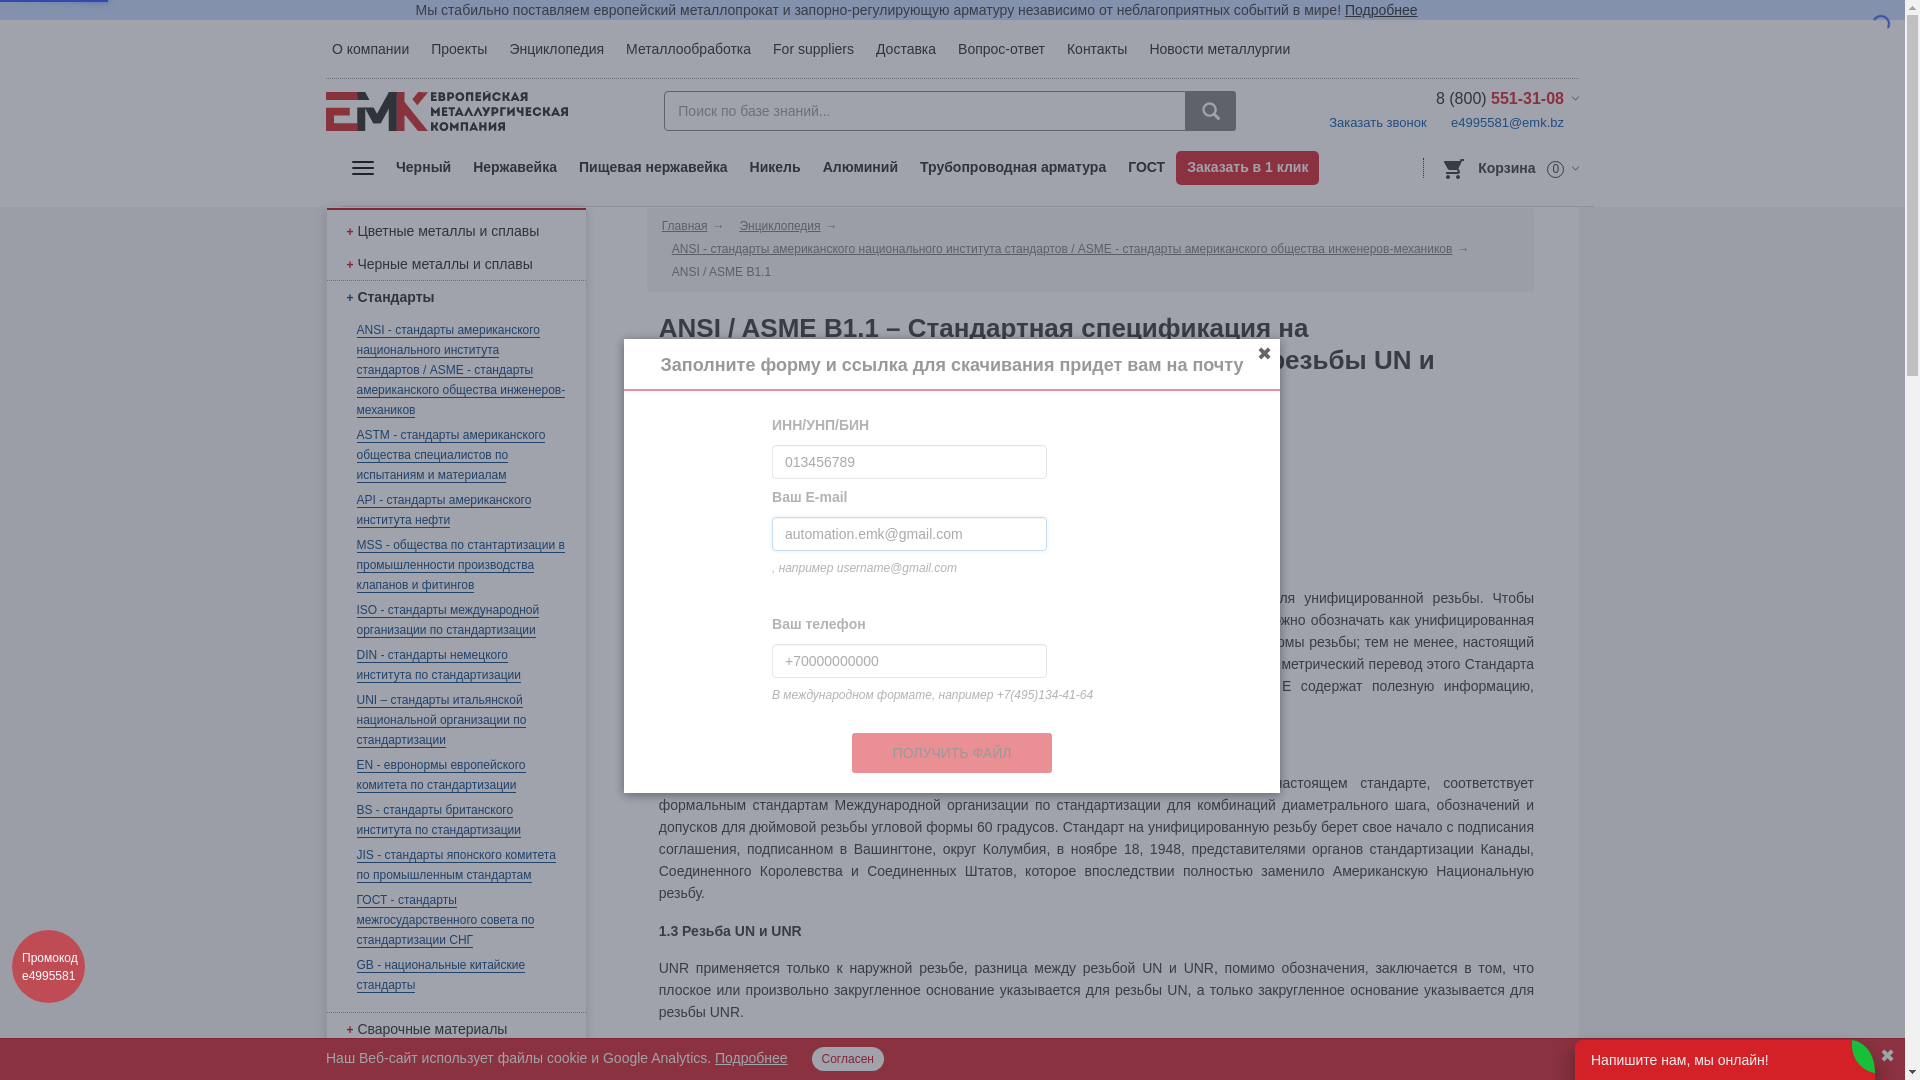 Мы стабильно поставляем европейский металлопрокат и запорно-регулирующую арматуру независимо от неблагоприятных событий в мире! Подробнее
О компании Проекты Энциклопедия Металлообработка For suppliers Доставка Вопрос-ответ Контакты Новости металлургии
ЕМК ЕВРОПЕЙСКАЯ
МЕТАЛЛУРГИЧЕСКАЯ
КОМПАНИЯ
Поиск по базе знаний...
8 (800) 551-31-08
Заказать звонок e4995581@emk.bz
Черный Нержавейка Пищевая нержавейка Никель Алюминий Трубопроводная арматура ГОСТ Заказать в 1 клик
Корзина 0
+ Цветные металлы и сплавы
+ Черные металлы и сплавы
+ Стандарты
ANSI - стандарты американского
национального института
стандартов / ASME - стандарты
американского общества инженеров-
механиков
ASTM - стандарты американского
общества специалистов по
испытаниям и материалам
API - стандарты американского
института нефти
MSS - общества по стантартизации в
промышленности производства
клапанов и фитингов
ISO - стандарты международной
организации по стандартизации
DIN - стандарты немецкого
института по стандартизации
UNI – стандарты итальянской
национальной организации по
стандартизации
EN - евронормы европейского
комитета по стандартизации
BS - стандарты британского
института по стандартизации
JIS - стандарты японского комитета
по промышленным стандартам
ГОСТ - стандарты
межгосударственного совета по
стандартизации СНГ
GB - национальные китайские
стандарты
+ Сварочные материалы
Главная → Энциклопедия →
ANSI - стандарты американского национального института стандартов / ASME - стандарты американского общества инженеров-механиков →
ANSI / ASME B1.1
ANSI / ASME B1.1 – Стандартная спецификация на
резьбы UN и
Заполните форму и ссылка для скачивания придет вам на почту
✖
ИНН/УНП/БИН
013456789
Ваш E-mail
automation.emk@gmail.com
, например username@gmail.com
Ваш телефон
+70000000000
В международном формате, например +7(495)134-41-64
ПОЛУЧИТЬ ФАЙЛ
унифицированной резьбы. Чтобы
обозначать как унифицированная
резьбы; тем не менее, настоящий
метрический перевод этого Стандарта
содержат полезную информацию,
стандарте, соответствует
формальным стандартам Международной организации по стандартизации для комбинаций диаметрального шага, обозначений и
допусков для дюймовой резьбы угловой формы 60 градусов. Стандарт на унифицированную резьбу берет свое начало с подписания
соглашения, подписанном в Вашингтоне, округ Колумбия, в ноябре 18, 1948, представителями органов стандартизации Канады,
Соединенного Королевства и Соединенных Штатов, которое впоследствии полностью заменило Американскую Национальную
резьбу.
1.3 Резьба UN и UNR
UNR применяется только к наружной резьбе, разница между резьбой UN и UNR, помимо обозначения, заключается в том, что
плоское или произвольно закругленное основание указывается для резьбы UN, а только закругленное основание указывается для
резьбы UNR.
Промокод
e4995581
Наш Веб-сайт использует файлы cookie и Google Analytics. Подробнее Согласен
Напишите нам, мы онлайн!
✖